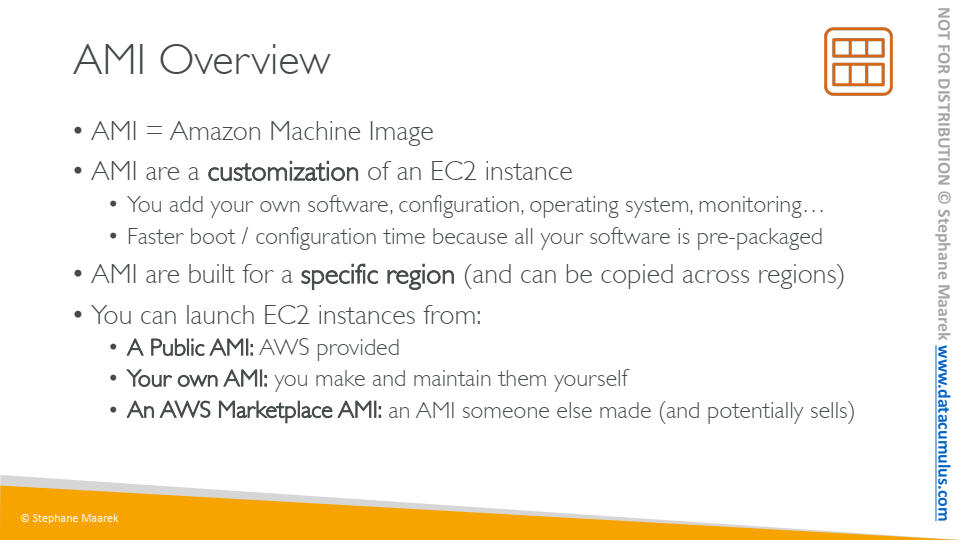 AMI Overview
• AMI = Amazon Machine Image
• AMI are a customization of an EC2 instance
• You add your own software, configuration, operating system, monitoring…
• Faster boot / configuration time because all your software is pre-packaged
• AMI are built for a specific region (and can be copied across regions)
• You can launch EC2 instances from:
• A Public AMI: AWS provided
• Your own AMI: you make and maintain them yourself
• An AWS Marketplace AMI: an AMI someone else made (and potentially sells)
© Stephane Maarek
NOT FOR DISTRIBUTION © Stephane Maarek www.datacumulus.com